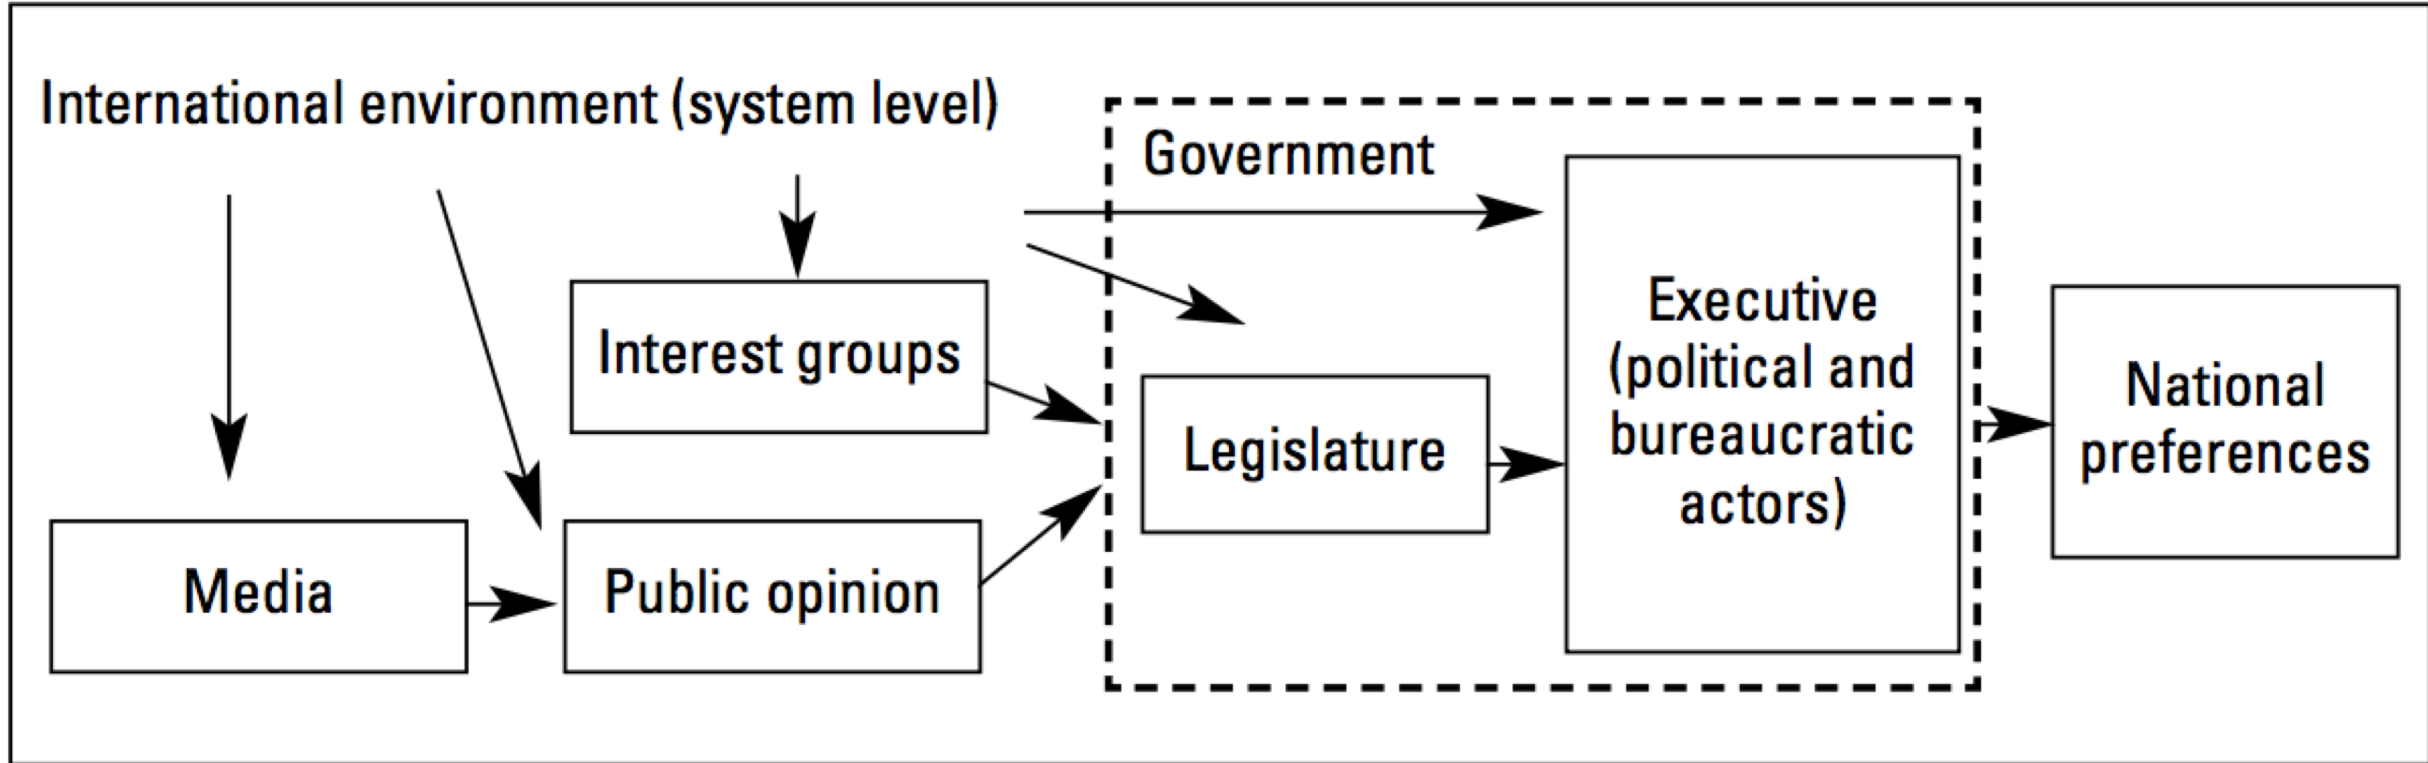 International environment (system level)
Government
Interest groups
Media
Public opinion
Legislature
Executive
(political and
bureaucratic
actors)
National
preferences